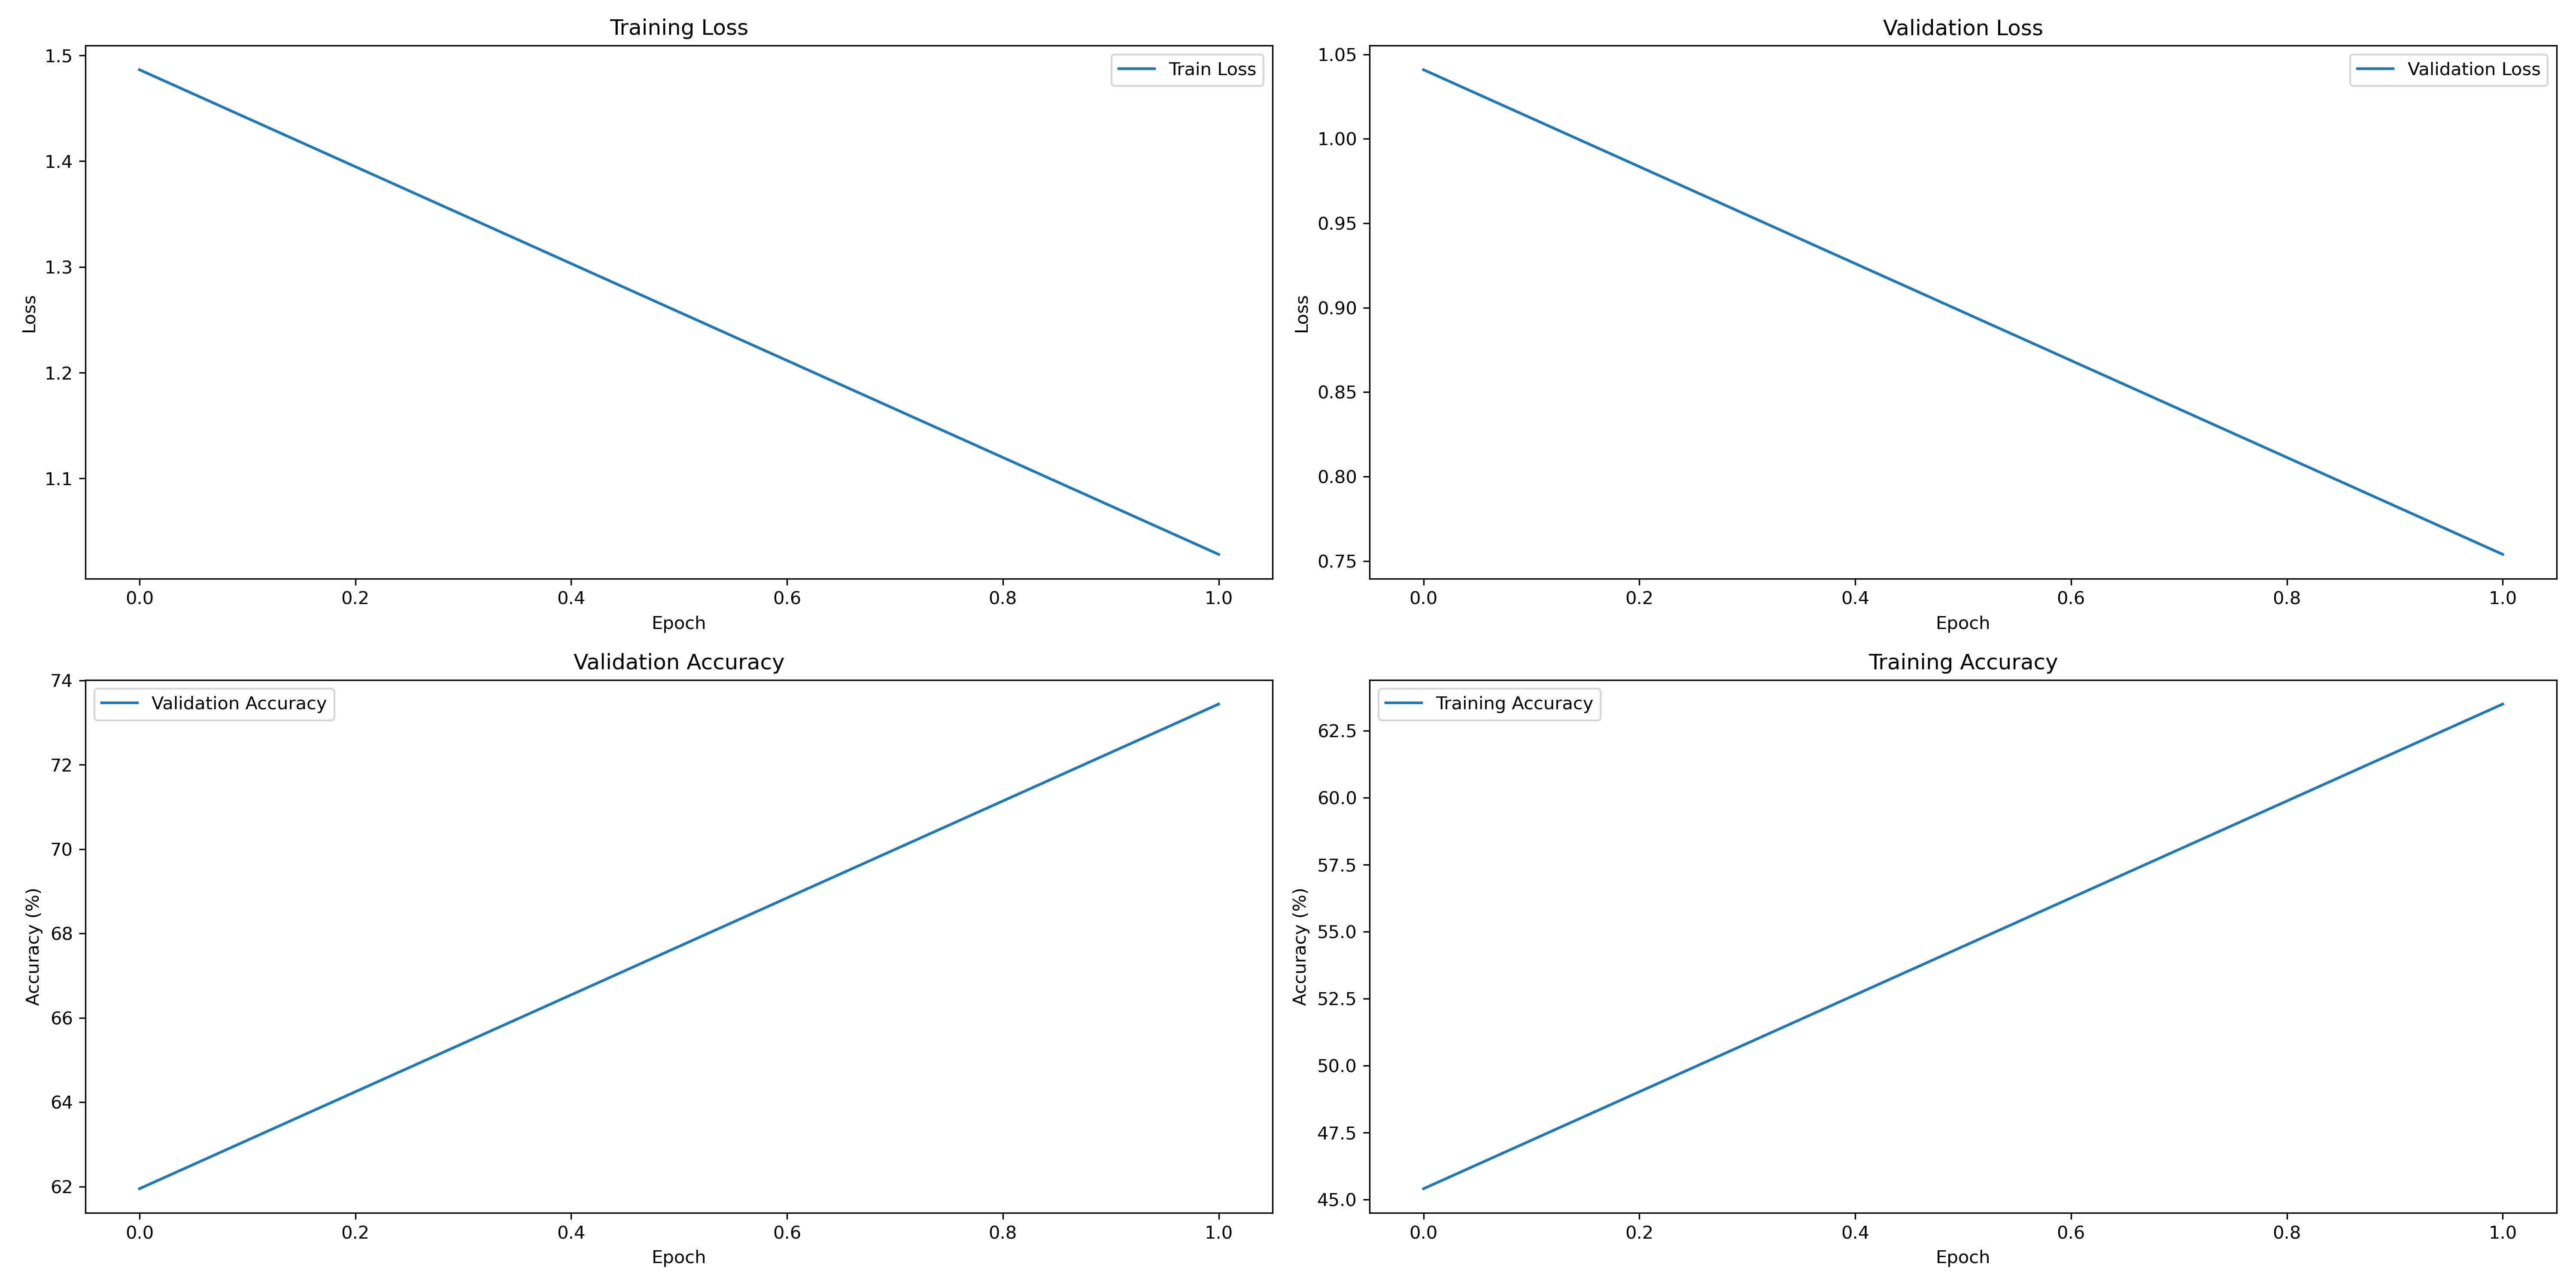 Training Loss
1.5
1.4
1.3
1.2
1.1
Loss
Train Loss
0.0 0.2 0.4 0.6 0.8 1.0
Epoch
Validation Loss
1.05
1.00
0.95
0.90
0.85
0.80
0.75
Loss
Validation Loss
0.0 0.2 0.4 0.6 0.8 1.0
Epoch
Validation Accuracy
74
72
70
68
66
64
62
Accuracy (%)
Validation Accuracy
0.0 0.2 0.4 0.6 0.8 1.0
Epoch
Training Accuracy
62.5
60.0
57.5
55.0
52.5
50.0
47.5
45.0
Accuracy (%)
Training Accuracy
0.0 0.2 0.4 0.6 0.8 1.0
Epoch